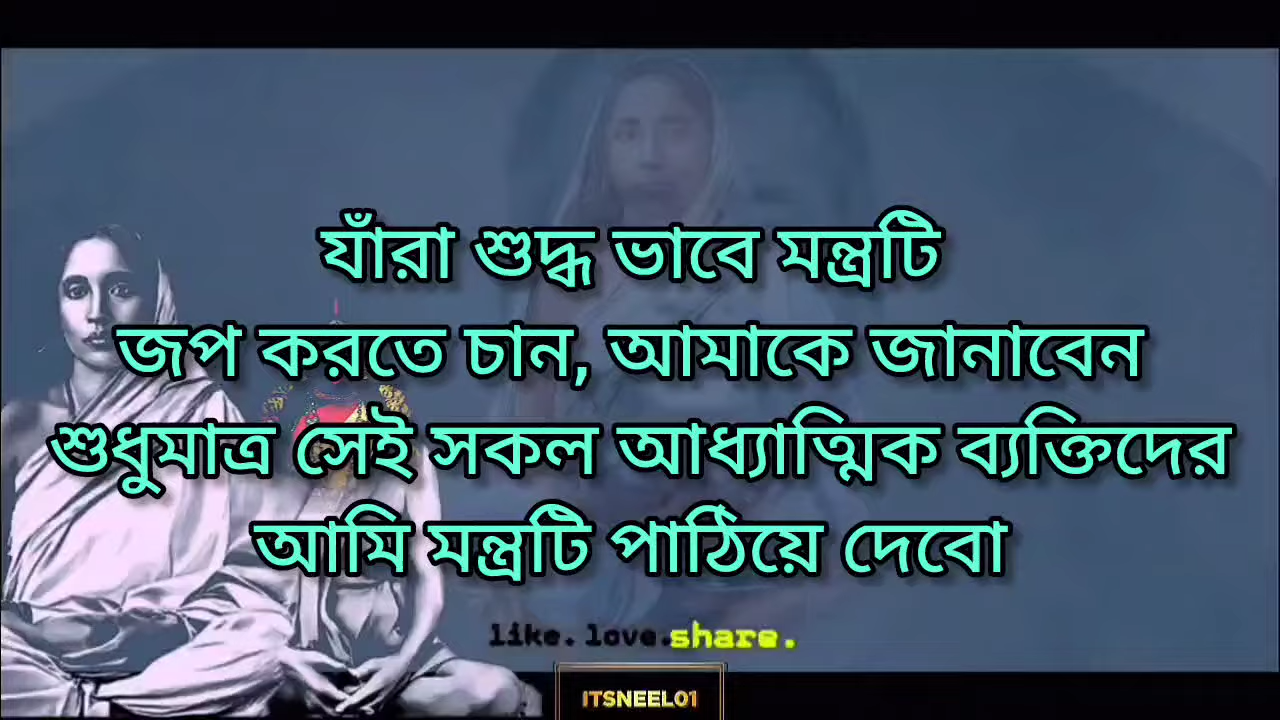 যাঁরা শুদ্ধ ভাবে মন্ত্রটি
জপ করতে চান, আমাকে জানাবেন
শুধুমাত্র সেই সকল আধ্যাত্মিক ব্যক্তিদের
আমি মন্ত্রটি পাঠিয়ে দেবো
like. love.share.
ITSNEEL01